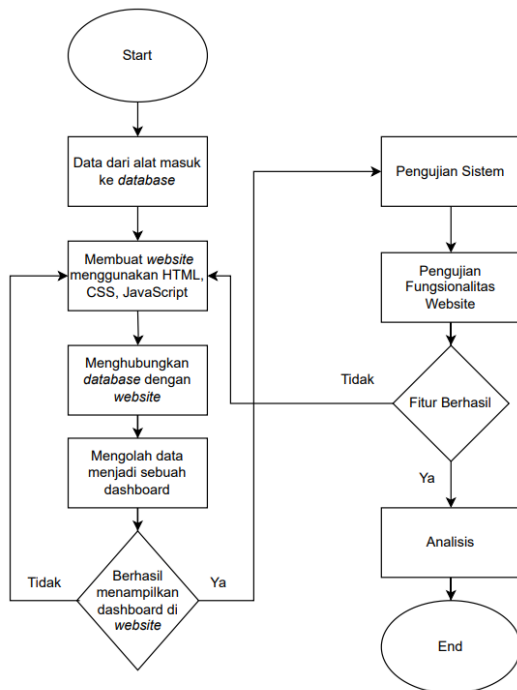 Start
Data dari alat masuk
ke database
Membuat website
menggunakan HTML,
CSS, JavaScript
Menghubungkan
database dengan
website
Mengolah data
menjadi sebuah
dashboard
Tidak
Berhasil
menampilkan
dashboard di
website
Ya
Pengujian Sistem
Pengujian
Fungsionalitas
Website
Tidak
Fitur Berhasil
Ya
Analisis
End